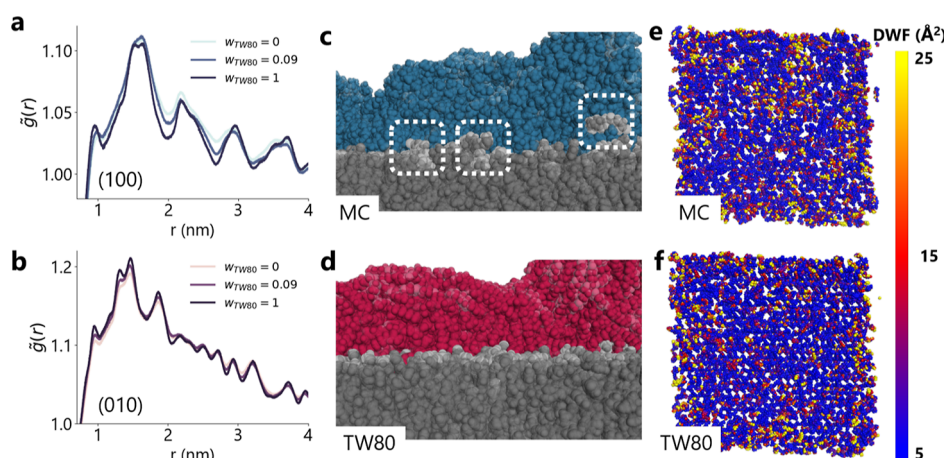 a
1.10
1.05
1.00
g̃(r)
w_TW80 = 0
w_TW80 = 0.09
w_TW80 = 1
(100)
1 2 3 4
r (nm)
b
1.2
1.1
1.0
g̃(r)
w_TW80 = 0
w_TW80 = 0.09
w_TW80 = 1
(010)
1 2 3 4
r (nm)
c
MC
d
TW80
e
MC
f
TW80
DWF (Å²)
25
15
5